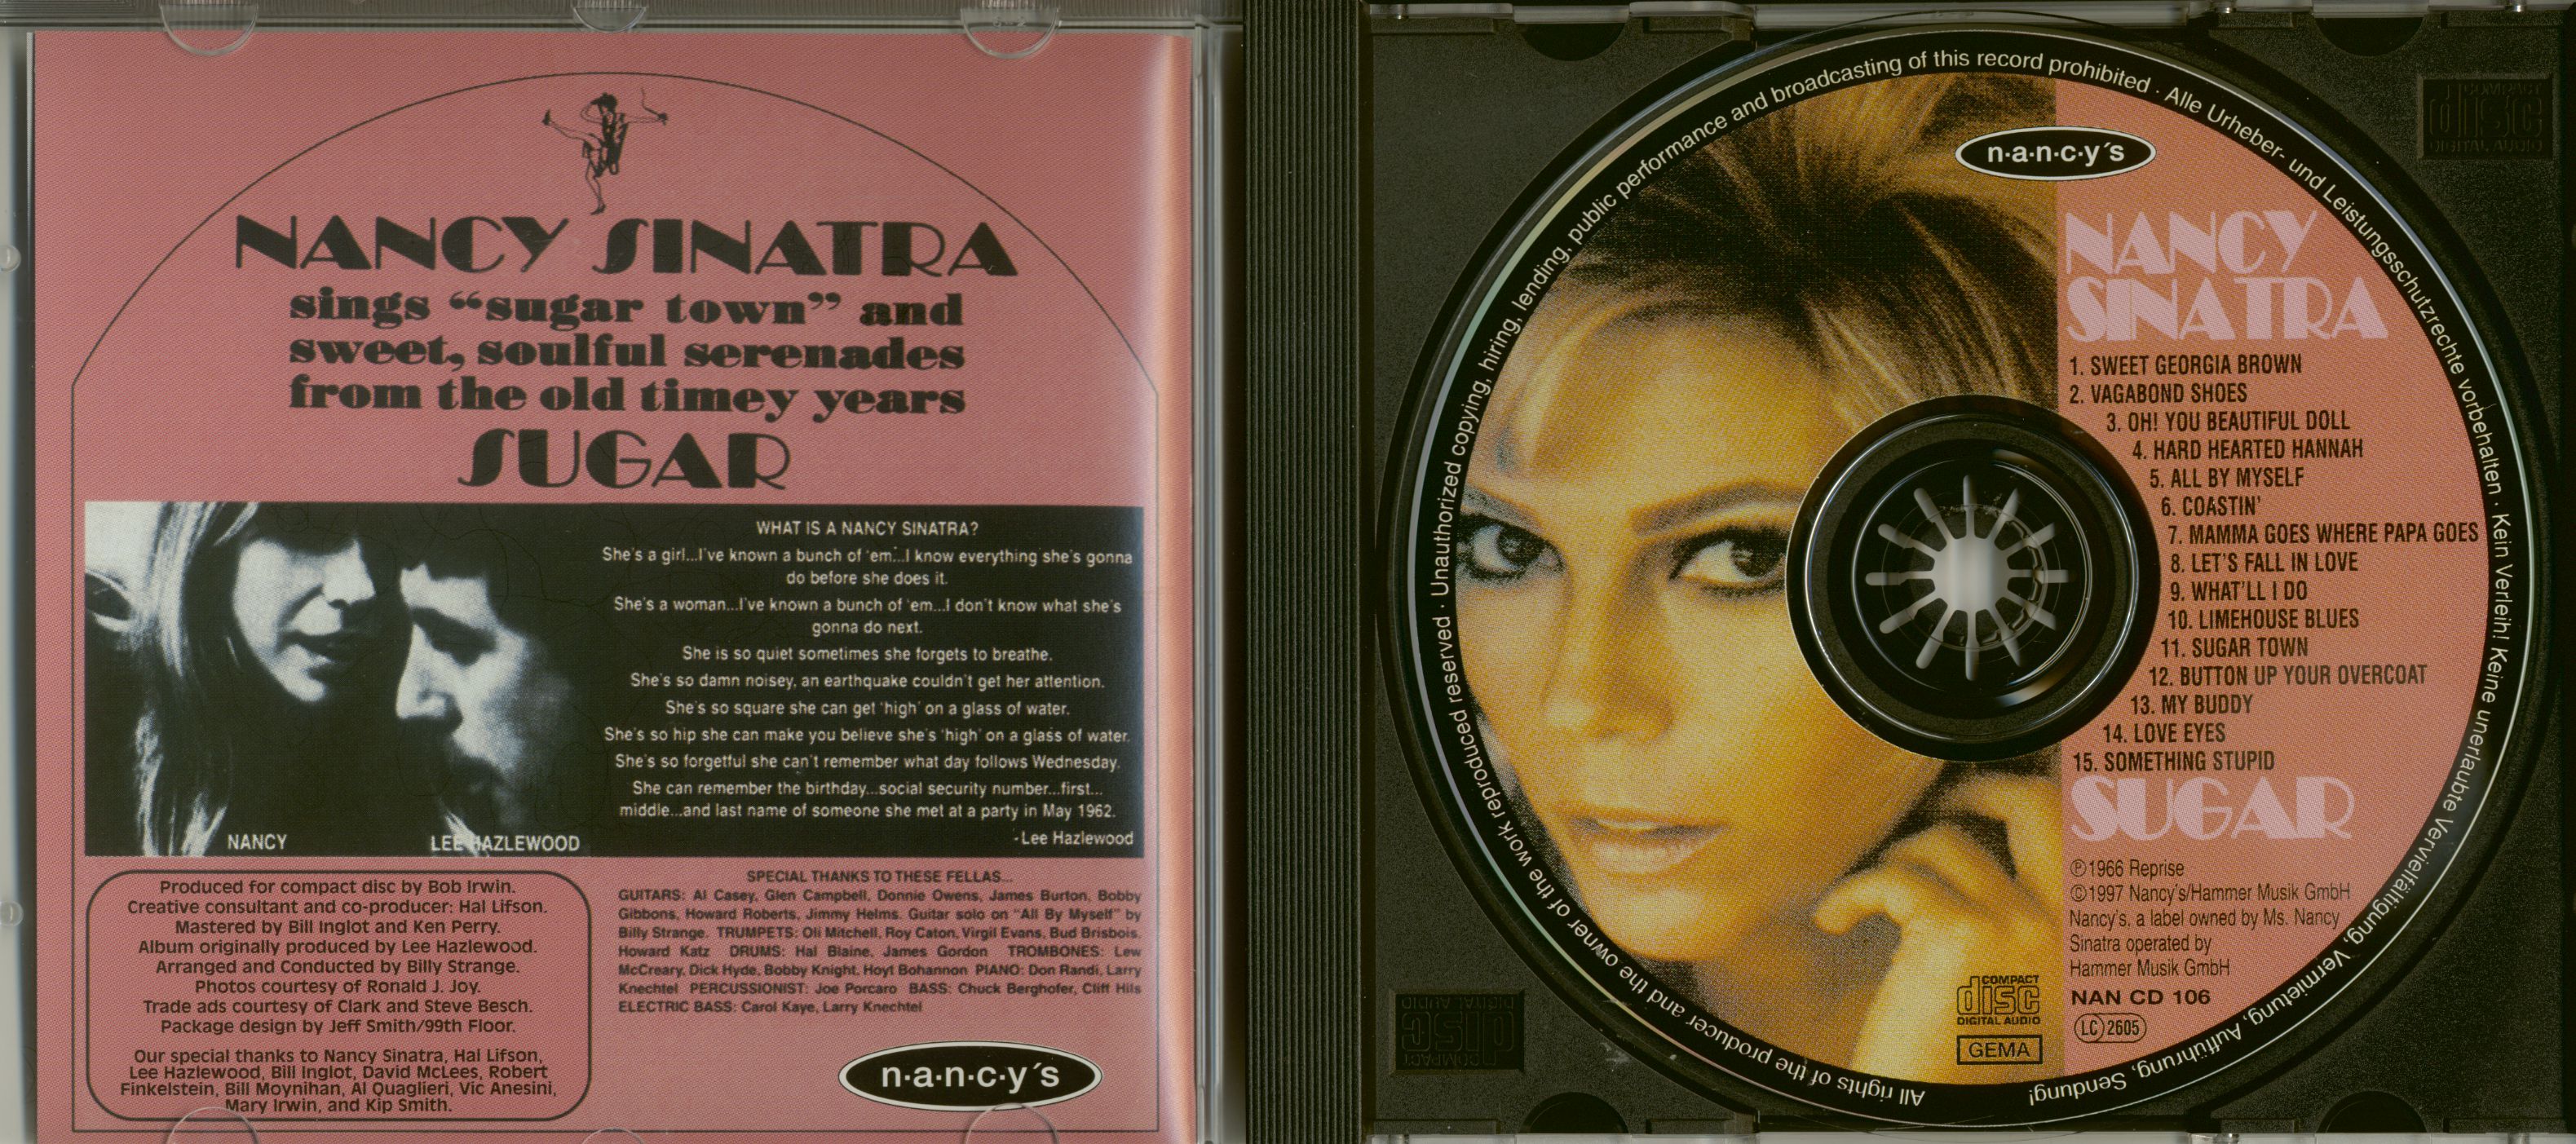 NANCY SINATRA
sings “sugar town” and
sweet, soulful serenades
from the old timey years
SUGAR
WHAT IS A NANCY SINATRA?
She's a girl...I've known a bunch of 'em...I know everything she's gonna
do before she does it.
She's a woman...I've known a bunch of 'em...I don't know what she's
gonna do next.
She is so quiet sometimes she forgets to breathe.
She's so damn noisey, an earthquake couldn't get her attention.
She's so square she can get 'high' on a glass of water.
She's so hip she can make you believe she's 'high' on a glass of water.
She's so forgetful she can't remember what day follows Wednesday.
She can remember the birthday...social security number...first...
middle...and last name of someone she met at a party in May 1962.
-Lee Hazlewood
NANCY
LEE HAZLEWOOD
Produced for compact disc by Bob Irwin.
Creative consultant and co-producer: Hal Lifson.
Mastered by Bill Inglot and Ken Perry.
Album originally produced by Lee Hazlewood.
Arranged and Conducted by Billy Strange.
Photos courtesy of Ronald J. Joy.
Trade ads courtesy of Clark and Steve Besch.
Package design by Jeff Smith/99th Floor.
Our special thanks to Nancy Sinatra, Hal Lifson,
Lee Hazlewood, Bill Inglot, David McLees, Robert
Finkelstein, Bill Moynihan, Al Quaglieri, Vic Anesini,
Mary Irwin, and Kip Smith.
SPECIAL THANKS TO THESE FELLAS...
GUITARS: Al Casey, Glen Campbell, Donnie Owens, James Burton, Bobby
Gibbons, Howard Roberts, Jimmy Helms. Guitar solo on "All By Myself" by
Billy Strange. TRUMPETS: Oli Mitchell, Roy Caton, Virgil Evans, Bud Brisbois,
Howard Katz DRUMS: Hal Blaine, James Gordon TROMBONES: Lew
McCreary, Dick Hyde, Bobby Knight, Hoyt Bohannon PIANO: Don Randi, Larry
Knechtel PERCUSSIONIST: Joe Porcaro BASS: Chuck Berghofer, Cliff Hils
ELECTRIC BASS: Carol Kaye, Larry Knechtel
n·a·n·c·y´s
All rights of the producer and the owner of the work reproduced reserved · Unauthorized copying, hiring, lending, public performance and broadcasting of this record prohibited · Alle Urheber- und Leistungsschutzrechte vorbehalten · Kein Verleih! Keine unerlaubte Vervielfältigung, Vermietung, Aufführung, Sendung!
n·a·n·c·y´s
NANCY
SINATRA
1. SWEET GEORGIA BROWN
2. VAGABOND SHOES
3. OH! YOU BEAUTIFUL DOLL
4. HARD HEARTED HANNAH
5. ALL BY MYSELF
6. COASTIN'
7. MAMMA GOES WHERE PAPA GOES
8. LET'S FALL IN LOVE
9. WHAT'LL I DO
10. LIMEHOUSE BLUES
11. SUGAR TOWN
12. BUTTON UP YOUR OVERCOAT
13. MY BUDDY
14. LOVE EYES
15. SOMETHING STUPID
SUGAR
℗1966 Reprise
©1997 Nancy's/Hammer Musik GmbH
Nancy's, a label owned by Ms. Nancy
Sinatra operated by
Hammer Musik GmbH
NAN CD 106
LC 2605
COMPACT
disc
DIGITAL AUDIO
GEMA
COMPACT
disc
DIGITAL AUDIO
COMPACT
disc
DIGITAL AUDIO